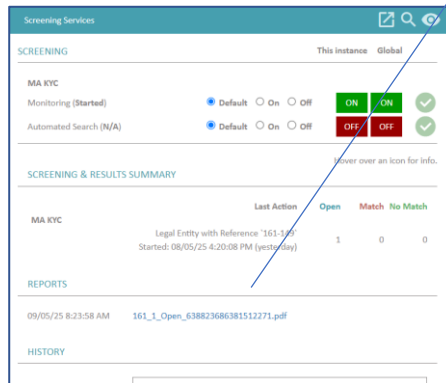 Screening Services
SCREENING This instance Global
MA KYC
Monitoring (Started) Default On Off ON ON
Automated Search (N/A) Default On Off OFF OFF
Hover over an icon for info.
SCREENING & RESULTS SUMMARY
Last Action Open Match No Match
MA KYC
Legal Entity with Reference '161-149' 1 0 0
Started: 08/05/25 4:20:08 PM (yesterday)
REPORTS
09/05/25 8:23:58 AM 161_1_Open_638823686381512271.pdf
HISTORY